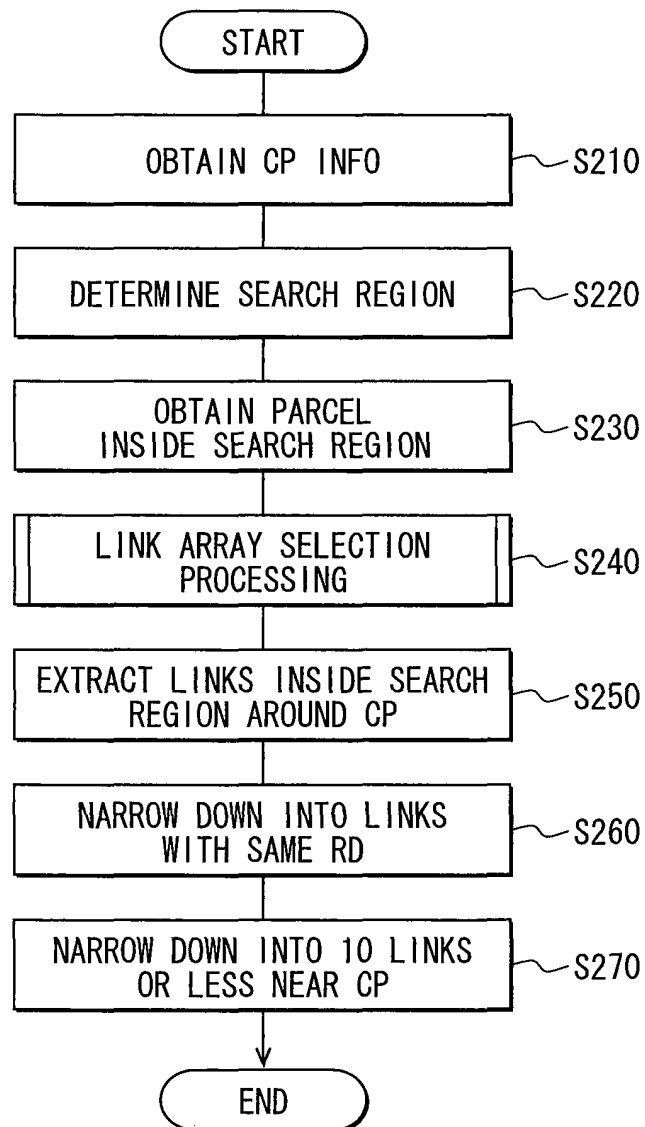 START
OBTAIN CP INFO
S210
DETERMINE SEARCH REGION
S220
OBTAIN PARCEL
INSIDE SEARCH REGION
S230
LINK ARRAY SELECTION
PROCESSING
S240
EXTRACT LINKS INSIDE SEARCH
REGION AROUND CP
S250
NARROW DOWN INTO LINKS
WITH SAME RD
S260
NARROW DOWN INTO 10 LINKS
OR LESS NEAR CP
S270
END